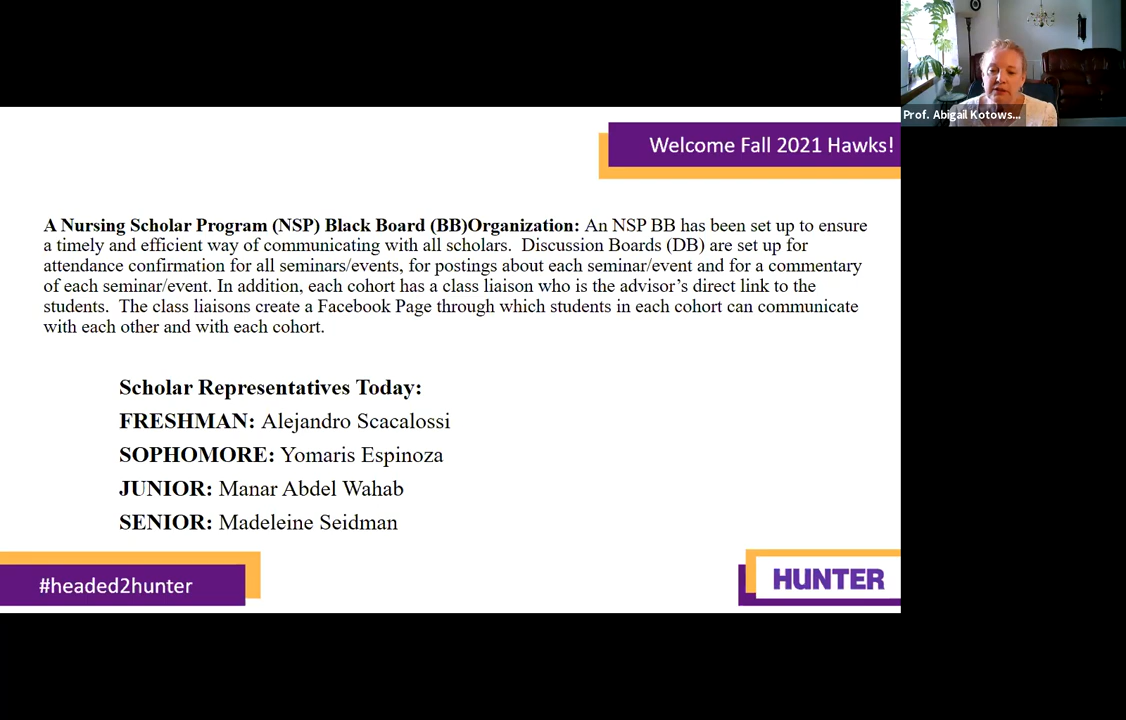 Prof. Abigail Kotows...
Welcome Fall 2021 Hawks!
A Nursing Scholar Program (NSP) Black Board (BB)Organization: An NSP BB has been set up to ensure
a timely and efficient way of communicating with all scholars.  Discussion Boards (DB) are set up for
attendance confirmation for all seminars/events, for postings about each seminar/event and for a commentary
of each seminar/event. In addition, each cohort has a class liaison who is the advisor’s direct link to the
students.  The class liaisons create a Facebook Page through which students in each cohort can communicate
with each other and with each cohort.
Scholar Representatives Today:
FRESHMAN: Alejandro Scacalossi
SOPHOMORE: Yomaris Espinoza
JUNIOR: Manar Abdel Wahab
SENIOR: Madeleine Seidman
#headed2hunter
HUNTER